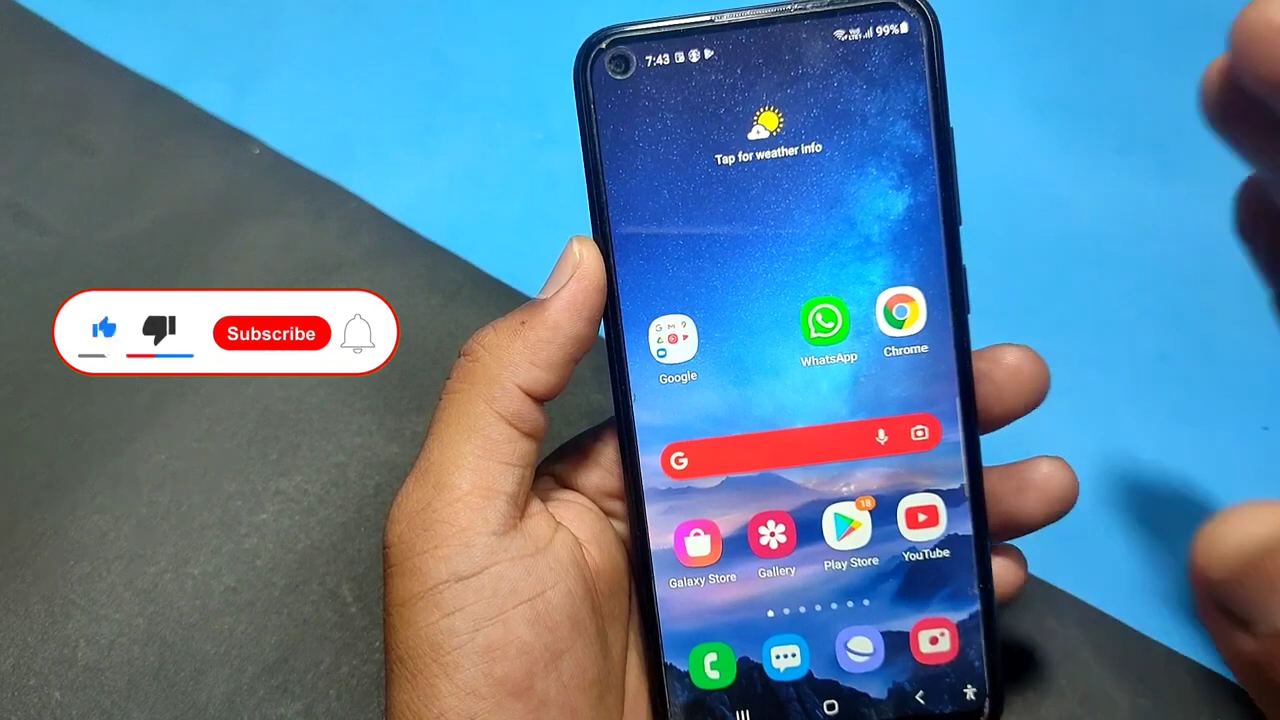 7:43
99%
Tap for weather info
Google
WhatsApp
Chrome
G
18
Galaxy Store
Gallery
Play Store
YouTube
Subscribe